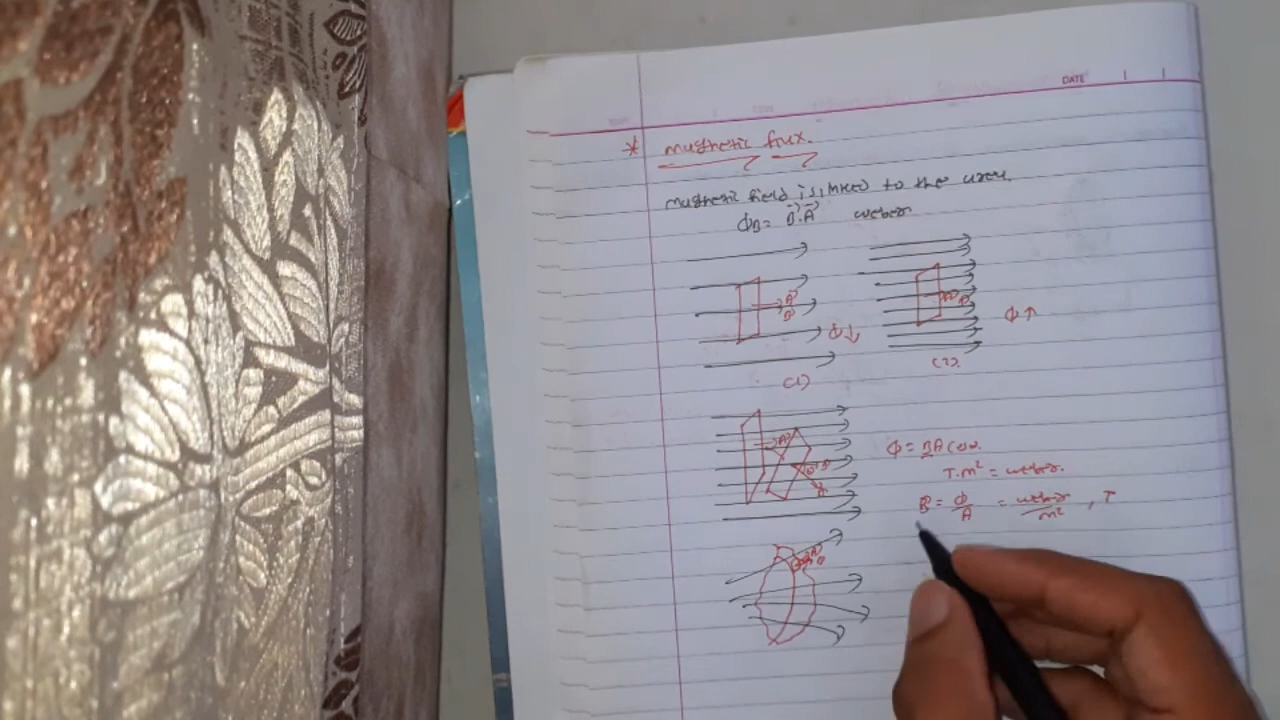 DATE
* magnetic flux.
magnetic field is linked to the area.
ΦB = B⃗.A⃗ weber
A⃗
B⃗
Φ↓
(1)
Φ↑
(2).
Φ = BA cos.
T.m² = weber.
B = Φ/A = weber/m² , T